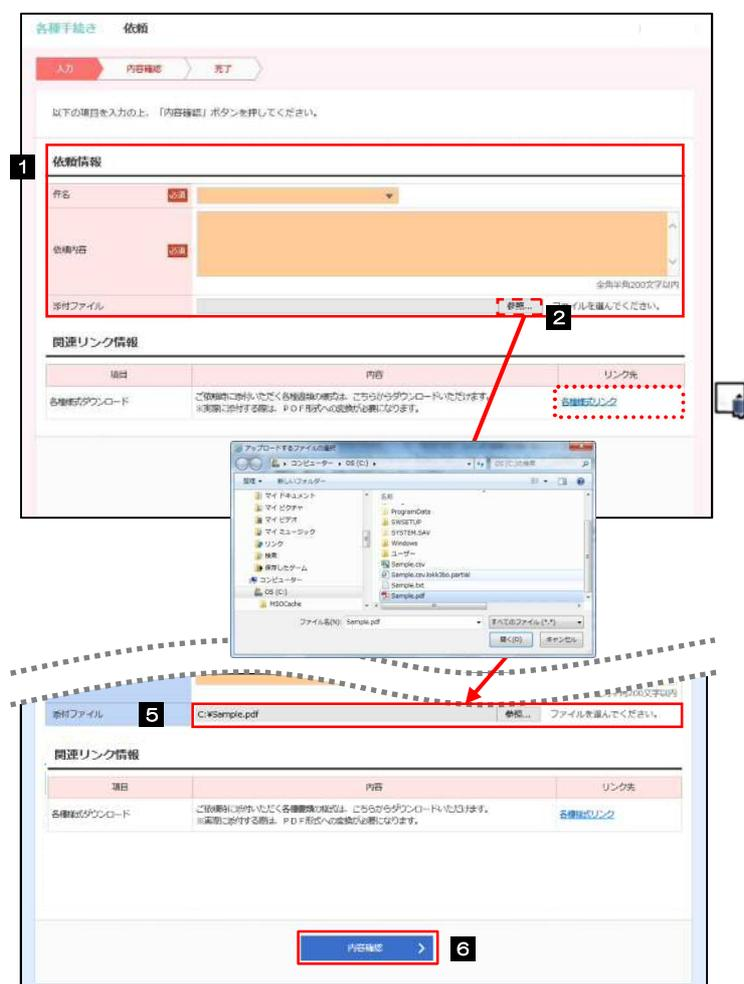 各種手続き 依頼
入力 内容確認 完了
以下の項目を入力の上、「内容確認」ボタンを押してください。
1
依頼情報
件名 必須
依頼内容 必須
全角半角200文字以内
添付ファイル 参照... ファイルを選んでください。
2
関連リンク情報
項目 内容 リンク先
各種様式ダウンロード ご依頼時に添付いただく各種書類の様式は、こちらからダウンロードいただけます。 各種様式リンク
※実際に添付する際は、PDF形式への変換が必要になります。
アップロードするファイルの選択
コンピューター OS (C:) OS (C:)の検索
整理 新しいフォルダー
マイ ドキュメント
マイ ピクチャ
マイ ビデオ
マイ ミュージック
リンク
検索
保存したゲーム
コンピューター
OS (C:)
MSOCache
名前
ProgramData
SWSETUP
SYSTEM.SAV
Windows
ユーザー
Sample.csv
Sample.txt
Sample.pdf
ファイル名(N): Sample.pdf すべてのファイル (*.*)
開く(O) キャンセル
全角半角200文字以内
添付ファイル 5 C:¥Sample.pdf 参照... ファイルを選んでください。
関連リンク情報
項目 内容 リンク先
各種様式ダウンロード ご依頼時に添付いただく各種書類の様式は、こちらからダウンロードいただけます。 各種様式リンク
※実際に添付する際は、PDF形式への変換が必要になります。
内容確認 6